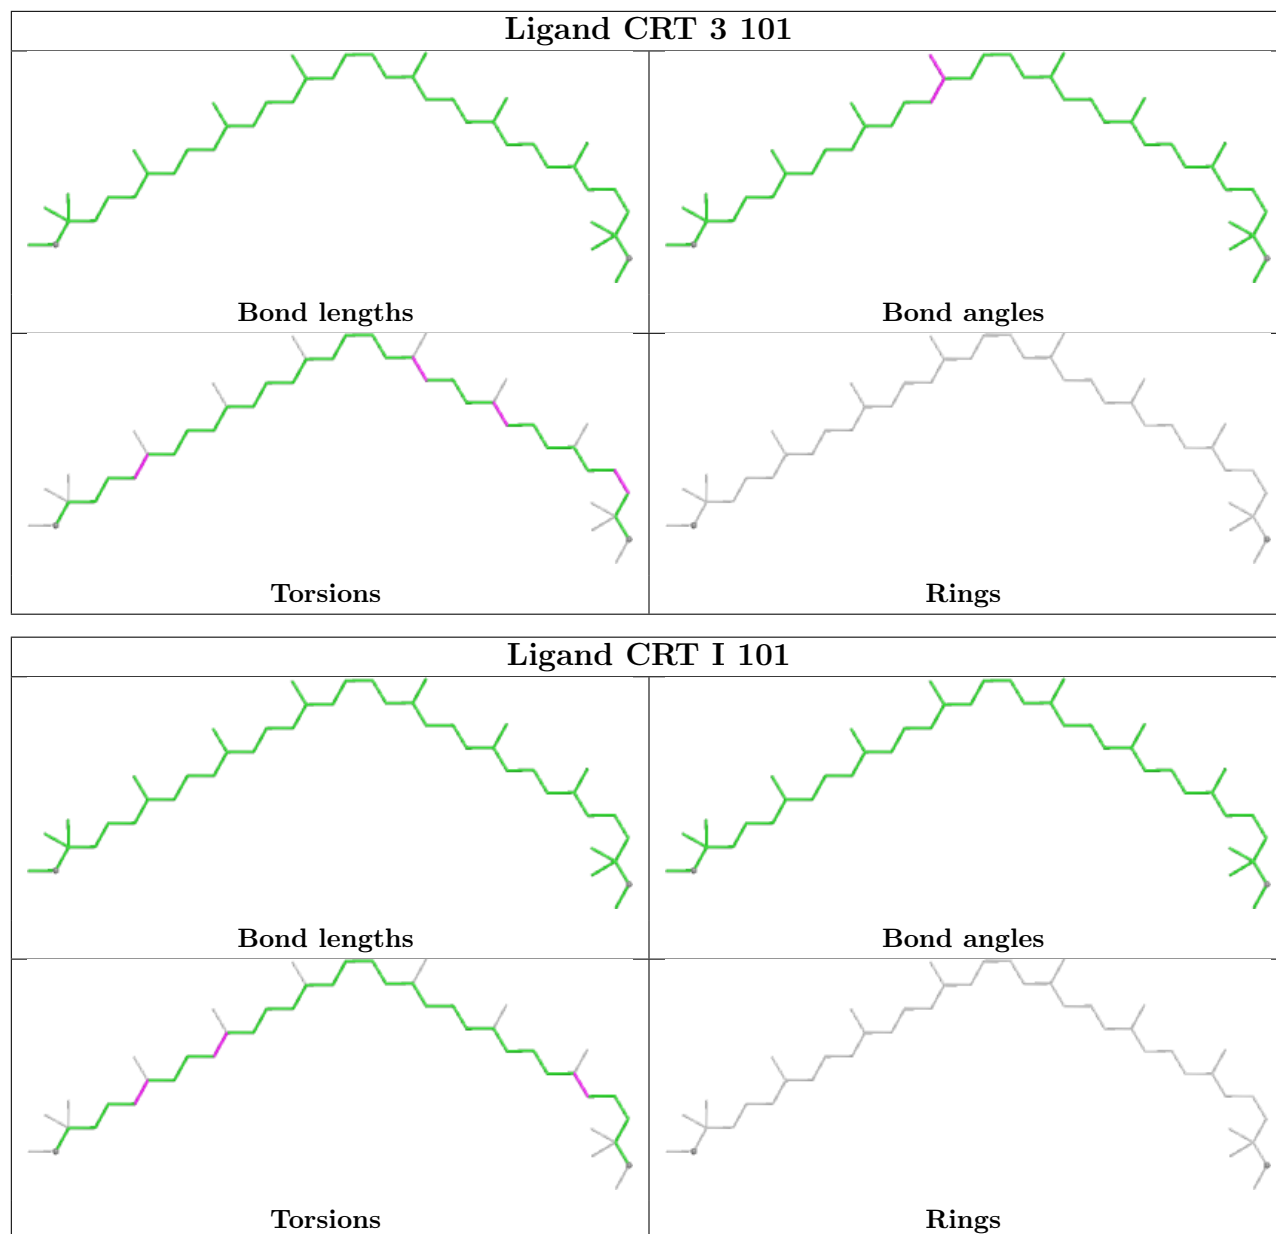 Ligand CRT 3 101
Bond lengths
Bond angles
Torsions
Rings
Ligand CRT I 101
Bond lengths
Bond angles
Torsions
Rings